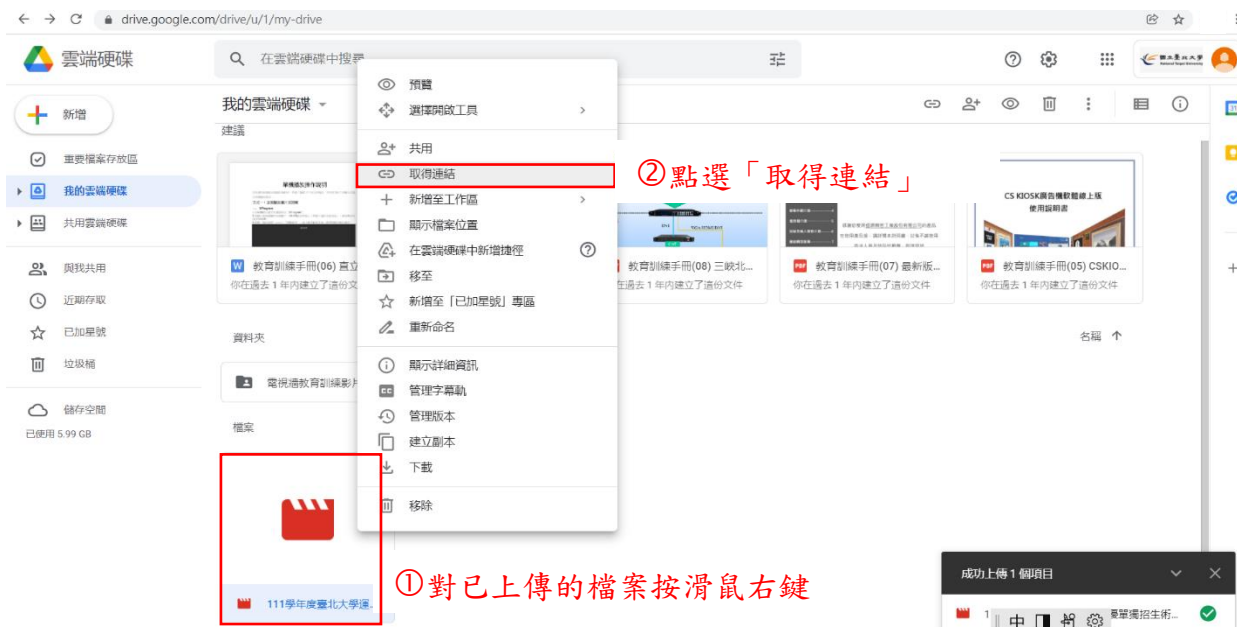 drive.google.com/drive/u/1/my-drive
雲端硬碟
在雲端硬碟中搜尋
國立臺北大學
新增
重要檔案存放區
我的雲端硬碟
共用雲端硬碟
與我共用
近期存取
已加星號
垃圾桶
儲存空間
已使用 5.99 GB
我的雲端硬碟
建議
教育訓練手冊(06) 直立
你在過去 1 年內建立了這份文
教育訓練手冊(08) 三峽北...
在過去 1 年內建立了這份文件
教育訓練手冊(07) 最新版...
你在過去 1 年內建立了這份文件
CS KIOSK廣告機軟體線上版
使用說明書
教育訓練手冊(05) CSKIO...
你在過去 1 年內建立了這份文件
資料夾
名稱
電視牆教育訓練影片
檔案
111學年度臺北大學運...
預覽
選擇開啟工具
共用
取得連結
新增至工作區
顯示檔案位置
在雲端硬碟中新增捷徑
移至
新增至「已加星號」專區
重新命名
顯示詳細資訊
管理字幕軌
管理版本
建立副本
下載
移除
②點選「取得連結」
①對已上傳的檔案按滑鼠右鍵
成功上傳 1 個項目
1
優單獨招生術...
中